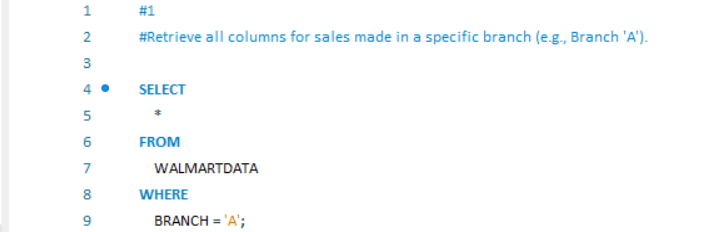 1 #1
2 #Retrieve all columns for sales made in a specific branch (e.g., Branch 'A').
3
4 SELECT
5 *
6 FROM
7 WALMARTDATA
8 WHERE
9 BRANCH = 'A';